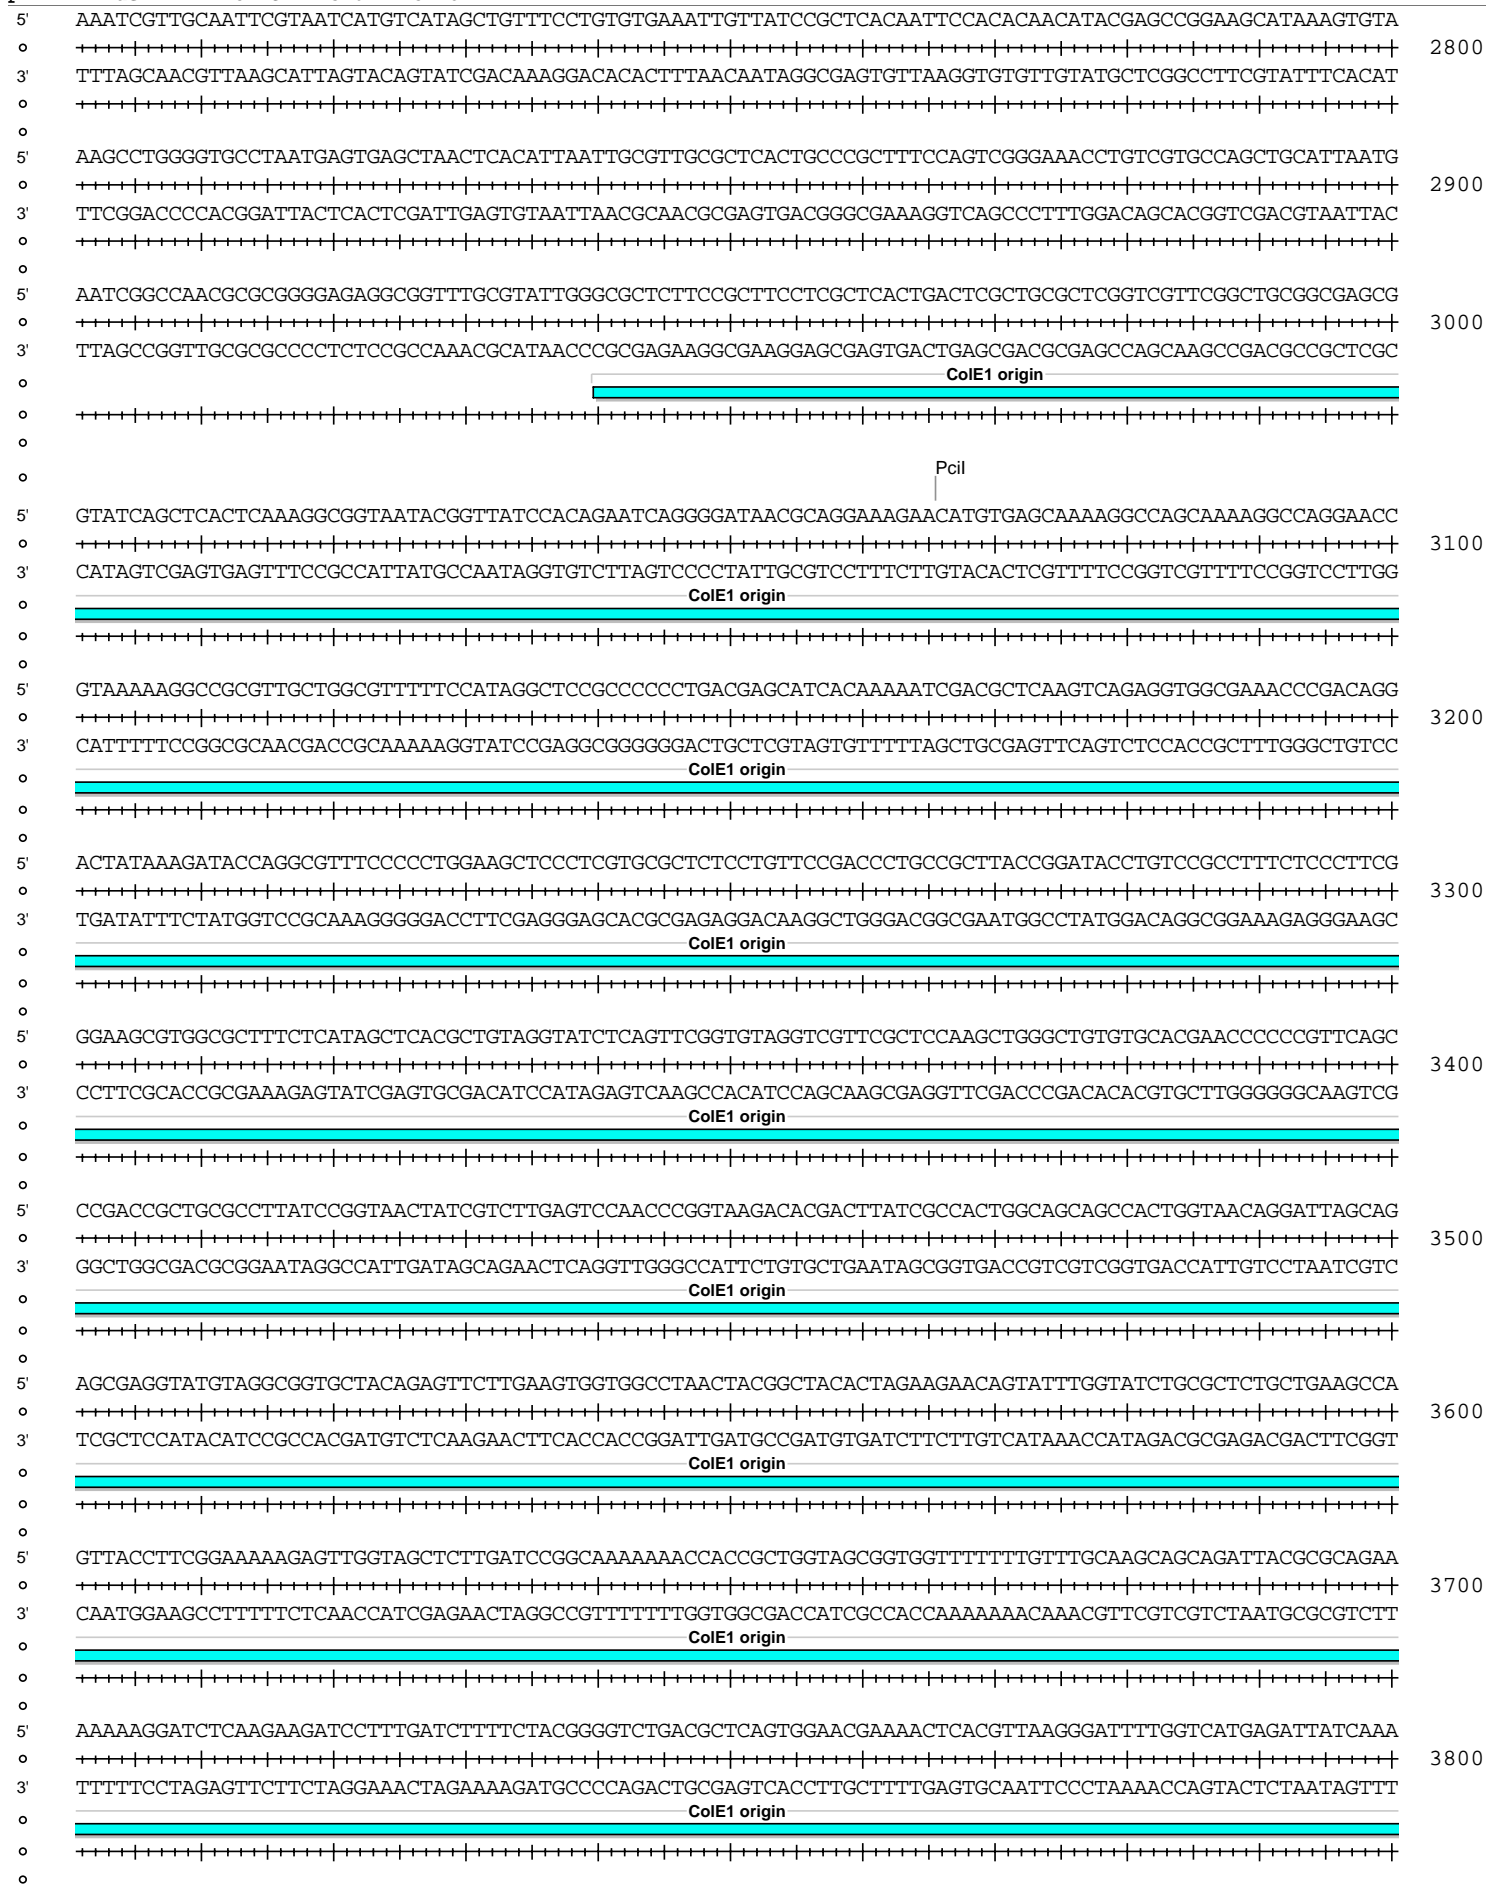 5' AAATCGTTGCAATTCGTAATCATGTCATAGCTGTTTCCTGTGTGAAATTGTTATCCGCTCACAATTCCACACAACATACGAGCCGGAAGCATAAAGTGTA
2800
3' TTTAGCAACGTTAAGCATTAGTACAGTATCGACAAAGGACACACTTTAACAATAGGCGAGTGTTAAGGTGTGTTGTATGCTCGGCCTTCGTATTTCACAT
5' AAGCCTGGGGTGCCTAATGAGTGAGCTAACTCACATTAATTGCGTTGCGCTCACTGCCCGCTTTCCAGTCGGGAAACCTGTCGTGCCAGCTGCATTAATG
2900
3' TTCGGACCCCACGGATTACTCACTCGATTGAGTGTAATTAACGCAACGCGAGTGACGGGCGAAAGGTCAGCCCTTTGGACAGCACGGTCGACGTAATTAC
5' AATCGGCCAACGCGCGGGGAGAGGCGGTTTGCGTATTGGGCGCTCTTCCGCTTCCTCGCTCACTGACTCGCTGCGCTCGGTCGTTCGGCTGCGGCGAGCG
3000
3' TTAGCCGGTTGCGCGCCCCTCTCCGCCAAACGCATAACCCGCGAGAAGGCGAAGGAGCGAGTGACTGAGCGACGCGAGCCAGCAAGCCGACGCCGCTCGC
ColE1 origin
PciI
5' GTATCAGCTCACTCAAAGGCGGTAATACGGTTATCCACAGAATCAGGGGATAACGCAGGAAAGAACATGTGAGCAAAAGGCCAGCAAAAGGCCAGGAACC
3100
3' CATAGTCGAGTGAGTTTCCGCCATTATGCCAATAGGTGTCTTAGTCCCCTATTGCGTCCTTTCTTGTACACTCGTTTTCCGGTCGTTTTCCGGTCCTTGG
ColE1 origin
5' GTAAAAAGGCCGCGTTGCTGGCGTTTTTCCATAGGCTCCGCCCCCCTGACGAGCATCACAAAAATCGACGCTCAAGTCAGAGGTGGCGAAACCCGACAGG
3200
3' CATTTTTCCGGCGCAACGACCGCAAAAAGGTATCCGAGGCGGGGGGACTGCTCGTAGTGTTTTTAGCTGCGAGTTCAGTCTCCACCGCTTTGGGCTGTCC
ColE1 origin
5' ACTATAAAGATACCAGGCGTTTCCCCCTGGAAGCTCCCTCGTGCGCTCTCCTGTTCCGACCCTGCCGCTTACCGGATACCTGTCCGCCTTTCTCCCTTCG
3300
3' TGATATTTCTATGGTCCGCAAAGGGGGACCTTCGAGGGAGCACGCGAGAGGACAAGGCTGGGACGGCGAATGGCCTATGGACAGGCGGAAAGAGGGAAGC
ColE1 origin
5' GGAAGCGTGGCGCTTTCTCATAGCTCACGCTGTAGGTATCTCAGTTCGGTGTAGGTCGTTCGCTCCAAGCTGGGCTGTGTGCACGAACCCCCCGTTCAGC
3400
3' CCTTCGCACCGCGAAAGAGTATCGAGTGCGACATCCATAGAGTCAAGCCACATCCAGCAAGCGAGGTTCGACCCGACACACGTGCTTGGGGGGCAAGTCG
ColE1 origin
5' CCGACCGCTGCGCCTTATCCGGTAACTATCGTCTTGAGTCCAACCCGGTAAGACACGACTTATCGCCACTGGCAGCAGCCACTGGTAACAGGATTAGCAG
3500
3' GGCTGGCGACGCGGAATAGGCCATTGATAGCAGAACTCAGGTTGGGCCATTCTGTGCTGAATAGCGGTGACCGTCGTCGGTGACCATTGTCCTAATCGTC
ColE1 origin
5' AGCGAGGTATGTAGGCGGTGCTACAGAGTTCTTGAAGTGGTGGCCTAACTACGGCTACACTAGAAGAACAGTATTTGGTATCTGCGCTCTGCTGAAGCCA
3600
3' TCGCTCCATACATCCGCCACGATGTCTCAAGAACTTCACCACCGGATTGATGCCGATGTGATCTTCTTGTCATAAACCATAGACGCGAGACGACTTCGGT
ColE1 origin
5' GTTACCTTCGGAAAAAGAGTTGGTAGCTCTTGATCCGGCAAAAAAACCACCGCTGGTAGCGGTGGTTTTTTTGTTTGCAAGCAGCAGATTACGCGCAGAA
3700
3' CAATGGAAGCCTTTTTCTCAACCATCGAGAACTAGGCCGTTTTTTTGGTGGCGACCATCGCCACCAAAAAAACAAACGTTCGTCGTCTAATGCGCGTCTT
ColE1 origin
5' AAAAAGGATCTCAAGAAGATCCTTTGATCTTTTCTACGGGGTCTGACGCTCAGTGGAACGAAAACTCACGTTAAGGGATTTTGGTCATGAGATTATCAAA
3800
3' TTTTTCCTAGAGTTCTTCTAGGAAACTAGAAAAGATGCCCCAGACTGCGAGTCACCTTGCTTTTGAGTGCAATTCCCTAAAACCAGTACTCTAATAGTTT
ColE1 origin